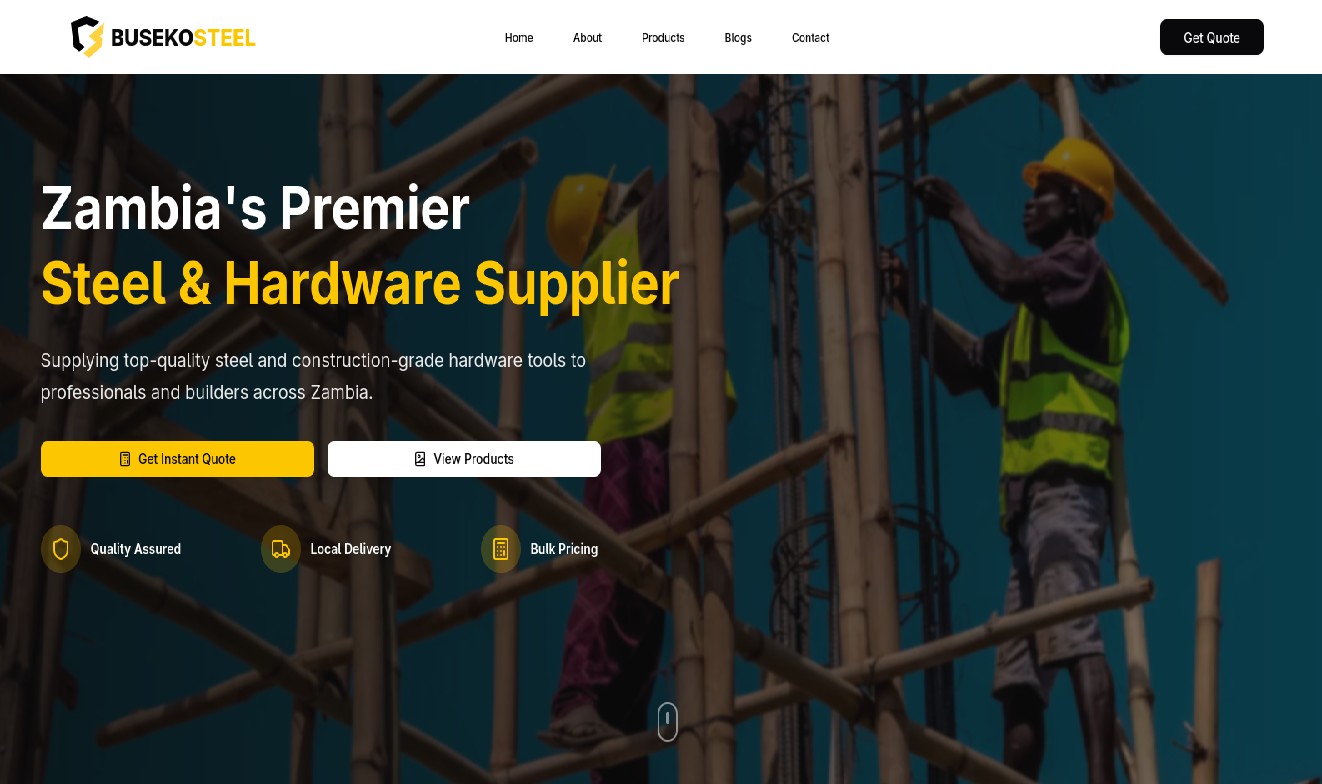 BUSEKOSTEEL
Home
About
Products
Blogs
Contact
Get Quote
Zambia's Premier
Steel & Hardware Supplier
Supplying top-quality steel and construction-grade hardware tools to
professionals and builders across Zambia.
Get Instant Quote
View Products
Quality Assured
Local Delivery
Bulk Pricing